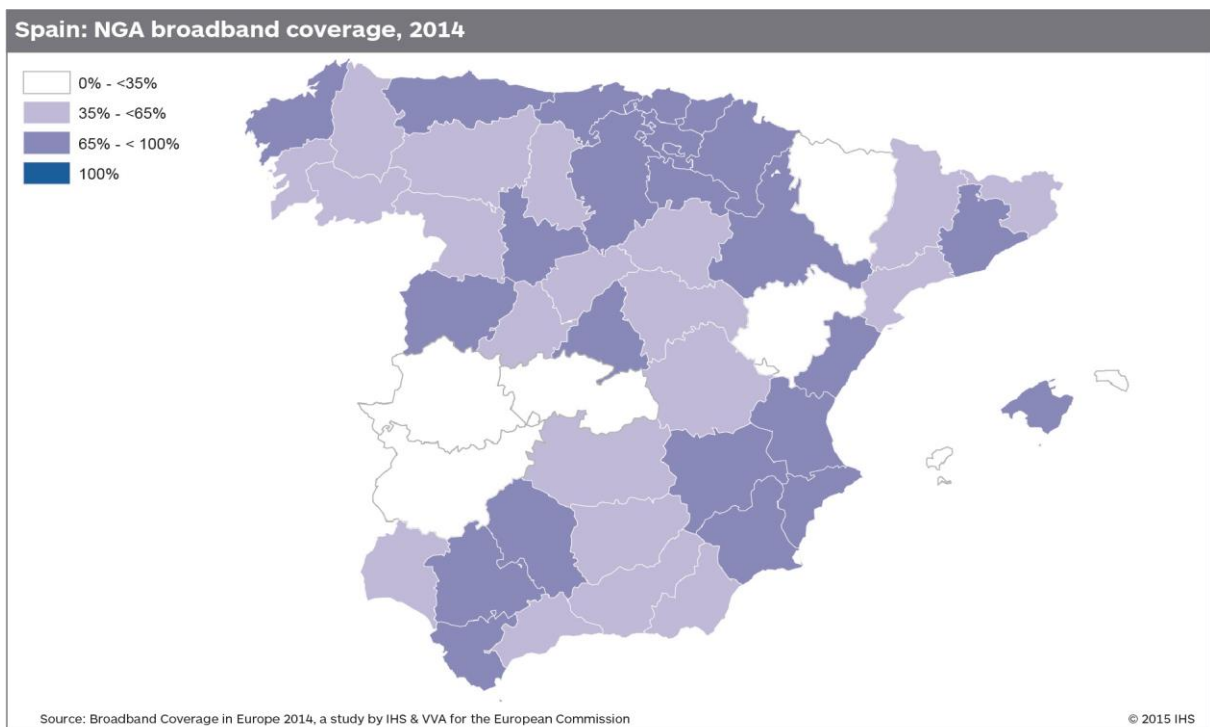 Spain: NGA broadband coverage, 2014
0% - <35%
35% - <65%
65% - < 100%
100%
Source: Broadband Coverage in Europe 2014, a study by IHS & VVA for the European Commission
© 2015 IHS